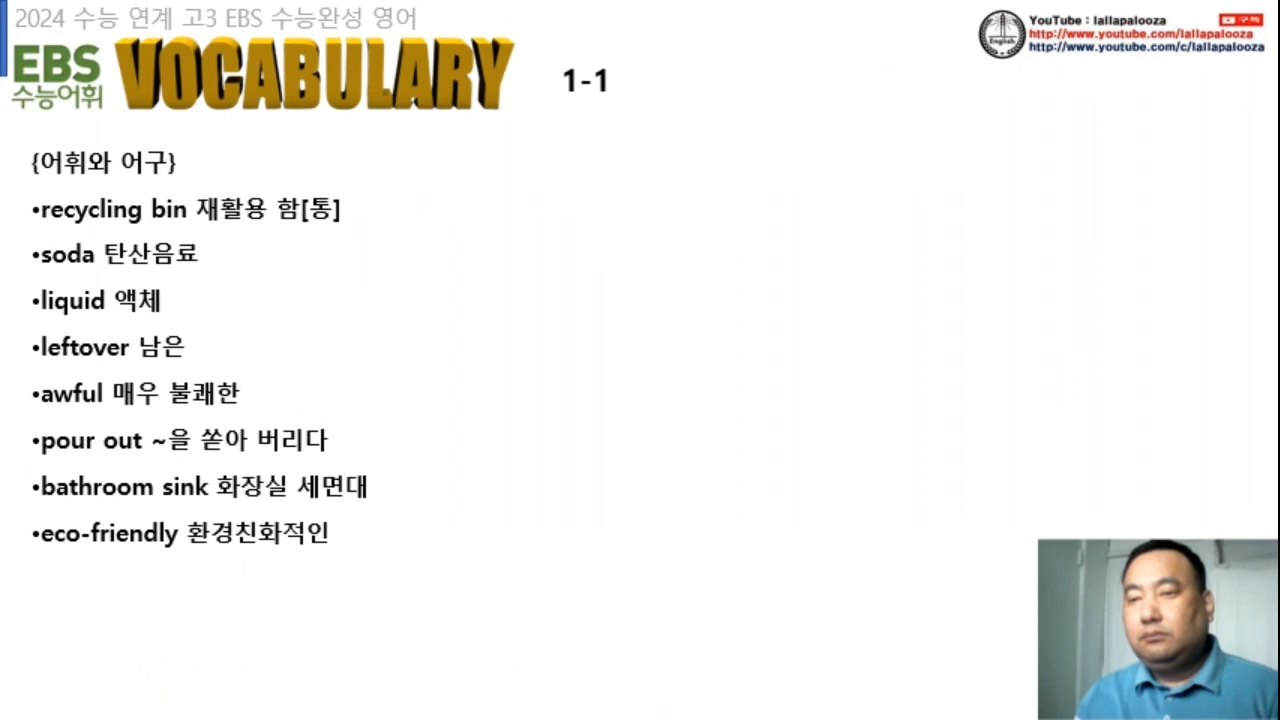 2024 수능 연계 고3 EBS 수능완성 영어
EBS
수능어휘
VOCABULARY
1-1
YouTube : lallapalooza
구독
http://www.youtube.com/lallapalooza
http://www.youtube.com/c/lallapalooza
English
{어휘와 어구}
•recycling bin 재활용 함[통]
•soda 탄산음료
•liquid 액체
•leftover 남은
•awful 매우 불쾌한
•pour out ~을 쏟아 버리다
•bathroom sink 화장실 세면대
•eco-friendly 환경친화적인